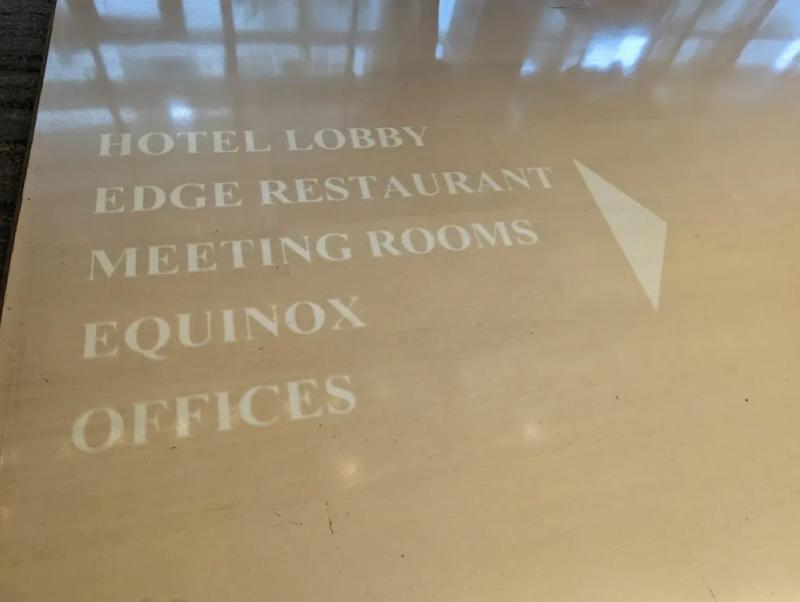 HOTEL LOBBY
EDGE RESTAURANT
MEETING ROOMS
EQUINOX
OFFICES